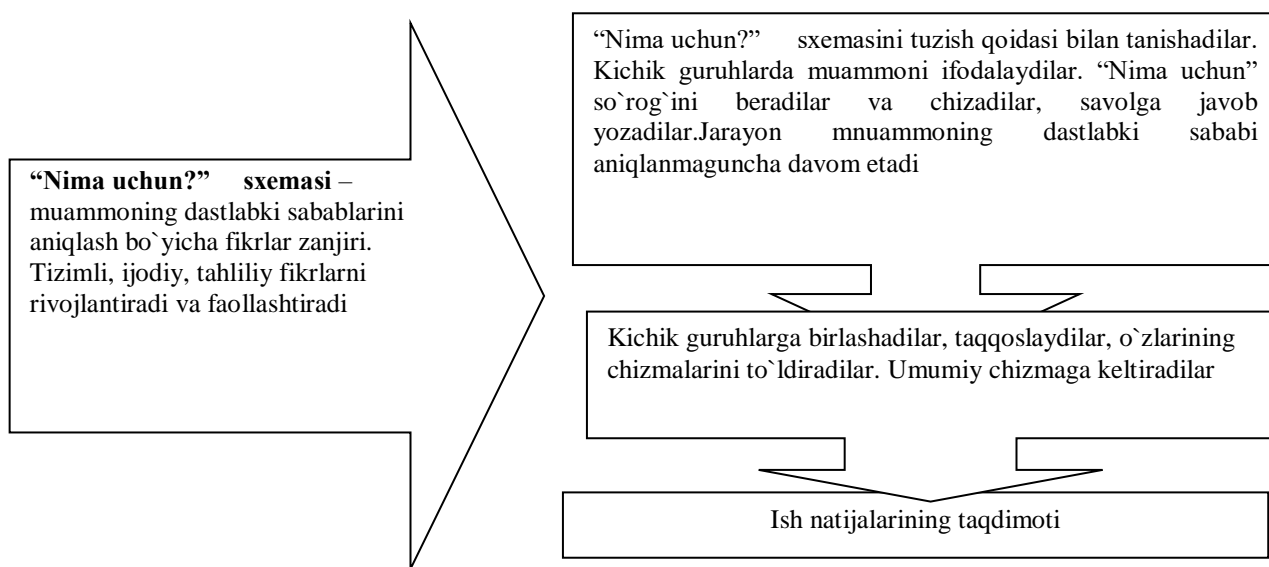 “Nima uchun?” sxemasi –
muammoning dastlabki sabablarini
aniqlash bo`yicha fikrlar zanjiri.
Tizimli, ijodiy, tahliliy fikrlarni
rivojlantiradi va faollashtiradi
“Nima uchun?” sxemasini tuzish qoidasi bilan tanishadilar.
Kichik guruhlarda muammoni ifodalaydilar. “Nima uchun”
so`rog`ini beradilar va chizadilar, savolga javob
yozadilar.Jarayon mnuammoning dastlabki sababi
aniqlanmaguncha davom etadi
Kichik guruhlarga birlashadilar, taqqoslaydilar, o`zlarining
chizmalarini to`ldiradilar. Umumiy chizmaga keltiradilar
Ish natijalarining taqdimoti